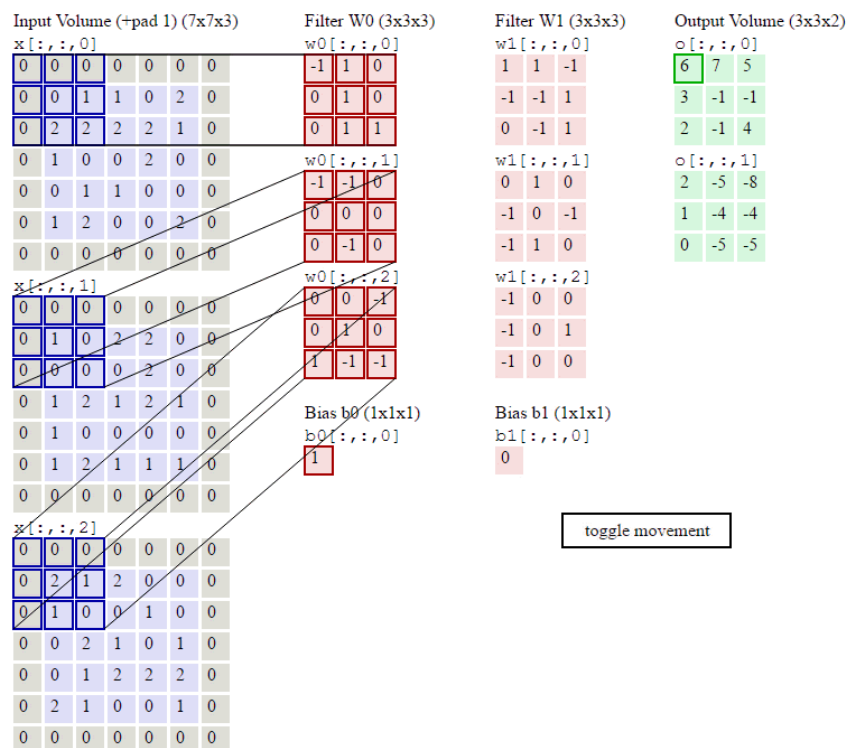 Input Volume (+pad 1) (7x7x3)
x[:,:,0]
0 0 0 0 0 0 0
0 0 1 1 0 2 0
0 2 2 2 2 1 0
0 1 0 0 2 0 0
0 0 1 1 0 0 0
0 1 2 0 0 2 0
0 0 0 0 0 0 0
x[:,:,1]
0 0 0 0 0 0 0
0 1 0 2 2 0 0
0 0 0 0 2 0 0
0 1 2 1 2 1 0
0 1 0 0 0 0 0
0 1 2 1 1 1 0
0 0 0 0 0 0 0
x[:,:,2]
0 0 0 0 0 0 0
0 2 1 2 0 0 0
0 1 0 0 1 0 0
0 0 2 1 0 1 0
0 0 1 2 2 2 0
0 2 1 0 0 1 0
0 0 0 0 0 0 0
Filter W0 (3x3x3)
w0[:,:,0]
-1 1 0
0 1 0
0 1 1
w0[:,:,1]
-1 -1 0
0 0 0
0 -1 0
w0[:,:,2]
0 0 -1
0 1 0
1 -1 -1
Bias b0 (1x1x1)
b0[:,:,0]
1
Filter W1 (3x3x3)
w1[:,:,0]
1 1 -1
-1 -1 1
0 -1 1
w1[:,:,1]
0 1 0
-1 0 -1
-1 1 0
w1[:,:,2]
-1 0 0
-1 0 1
-1 0 0
Bias b1 (1x1x1)
b1[:,:,0]
0
Output Volume (3x3x2)
o[:,:,0]
6 7 5
3 -1 -1
2 -1 4
o[:,:,1]
2 -5 -8
1 -4 -4
0 -5 -5
toggle movement